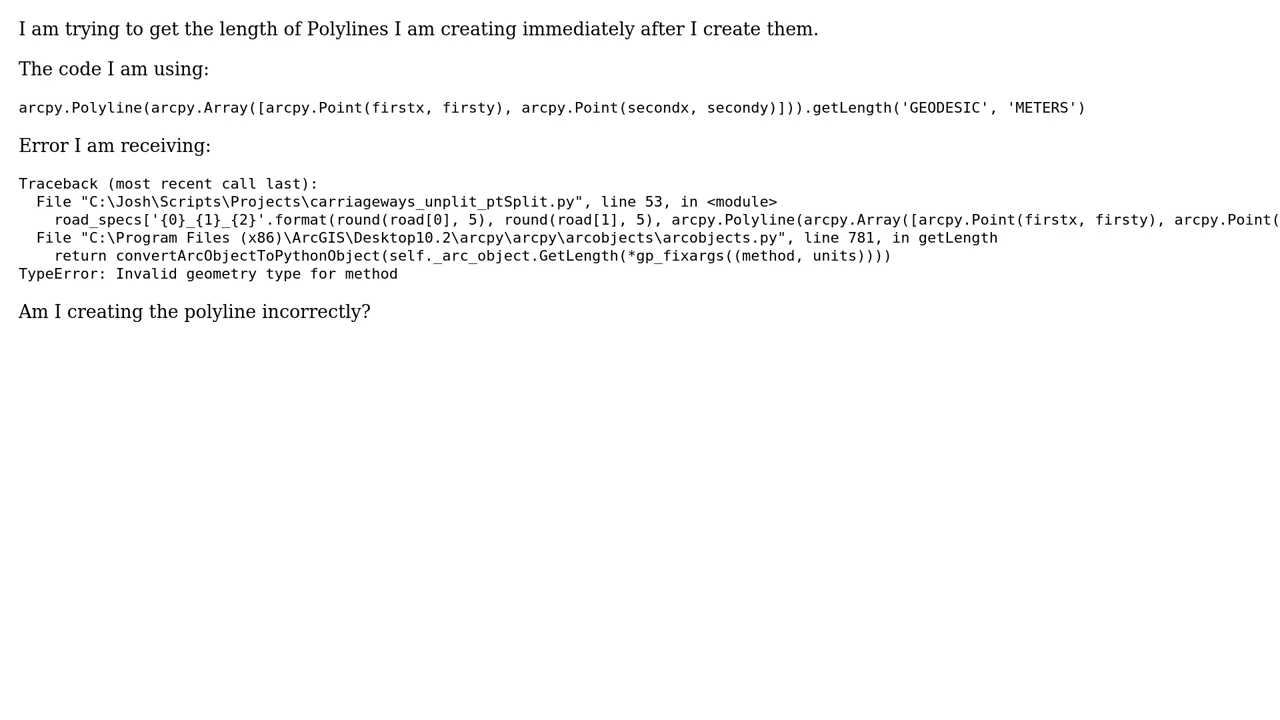 I am trying to get the length of Polylines I am creating immediately after I create them.
The code I am using:
arcpy.Polyline(arcpy.Array([arcpy.Point(firstx, firsty), arcpy.Point(secondx, secondy)])).getLength('GEODESIC', 'METERS')
Error I am receiving:
Traceback (most recent call last):
  File "C:\Josh\Scripts\Projects\carriageways_unplit_ptSplit.py", line 53, in <module>
    road_specs['{0}_{1}_{2}'.format(round(road[0], 5), round(road[1], 5), arcpy.Polyline(arcpy.Array([arcpy.Point(firstx, firsty), arcpy.Point(
  File "C:\Program Files (x86)\ArcGIS\Desktop10.2\arcpy\arcpy\arcobjects\arcobjects.py", line 781, in getLength
    return convertArcObjectToPythonObject(self._arc_object.GetLength(*gp_fixargs((method, units))))
TypeError: Invalid geometry type for method
Am I creating the polyline incorrectly?